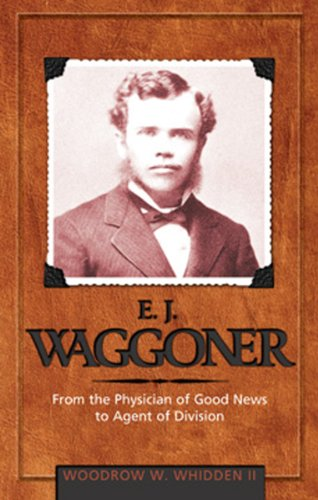 E. J.
WAGGONER
From the Physician of Good News
to Agent of Division
WOODROW W. WHIDDEN II